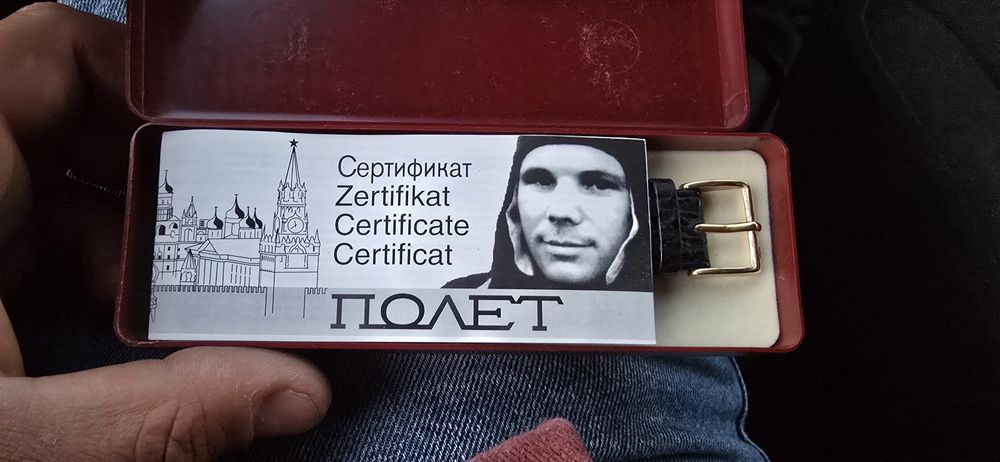 Сертификат
Zertifikat
Certificate
Certificat
ПОЛЕТ